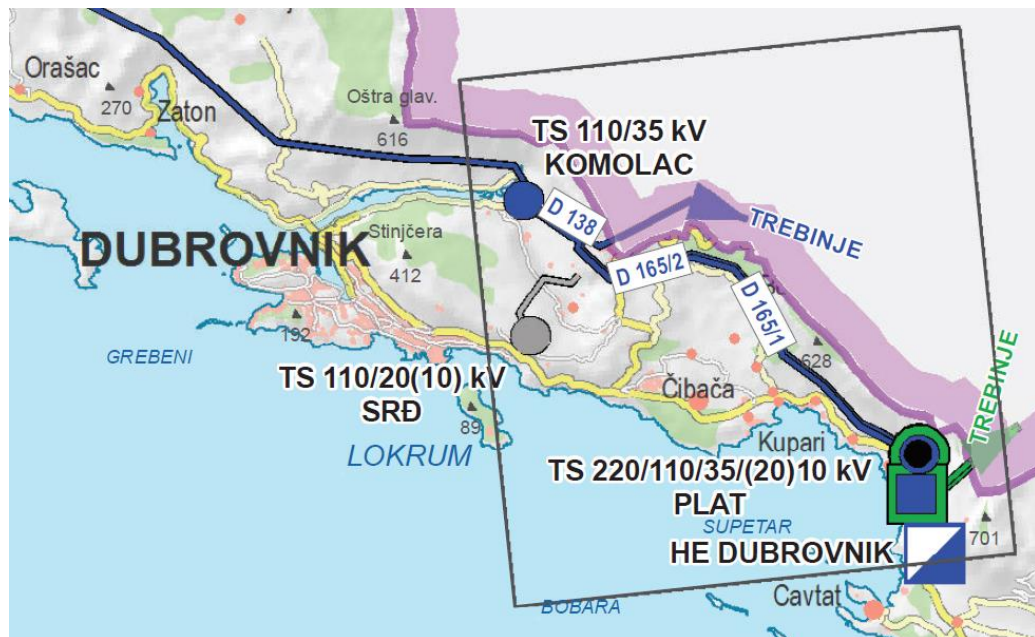 Orašac
270
Zaton
Oštra glav.
616
TS 110/35 kV
KOMOLAC
D 138
TREBINJE
DUBROVNIK
Stinjčera
412
D 165/2
D 165/1
192
GREBENI
628
TS 110/20(10) kV
SRĐ
Čibača
89
LOKRUM
Kupari
TREBINJE
TS 220/110/35/(20)10 kV
PLAT
SUPETAR
701
HE DUBROVNIK
Cavtat
BOBARA